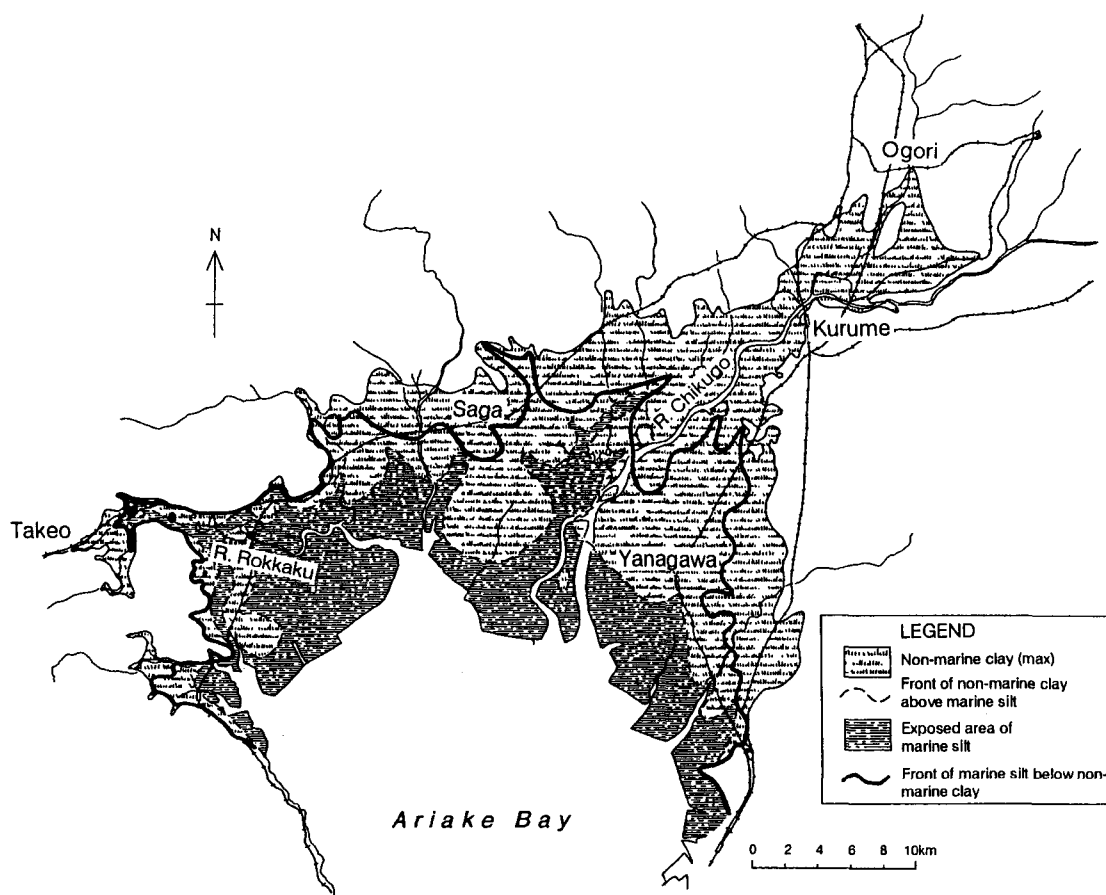 Ogori
N
Kurume
R. Chikugo
Saga
Takeo
R. Rokkaku
Yanagawa
LEGEND
Non-marine clay (max)
Front of non-marine clay
above marine silt
Exposed area of
marine silt
Front of marine silt below non-
marine clay
Ariake Bay
0 2 4 6 8 10km